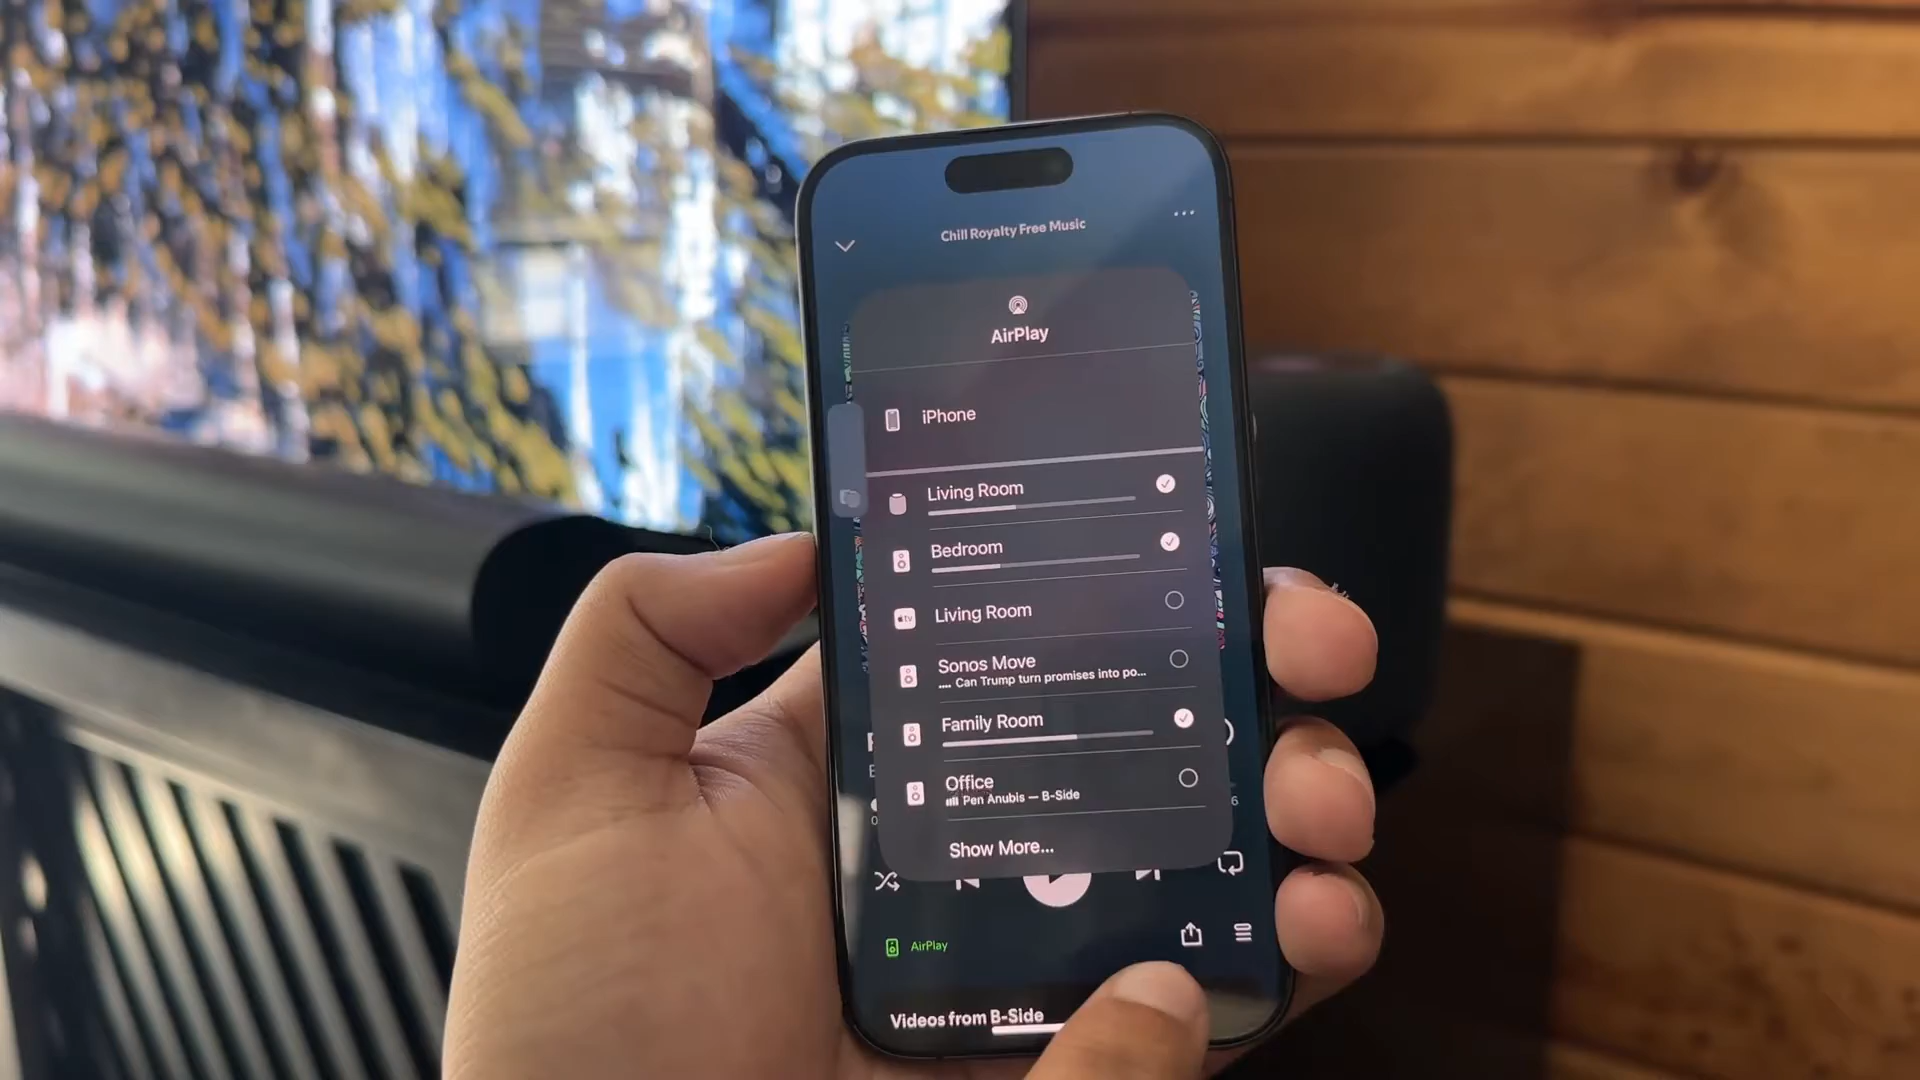 Chill Royalty Free Music
AirPlay
iPhone
Living Room
Bedroom
tv
Living Room
Sonos Move
Can Trump turn promises into po...
Family Room
Office
Pen Anubis — B-Side
Show More...
AirPlay
Videos from B-Side